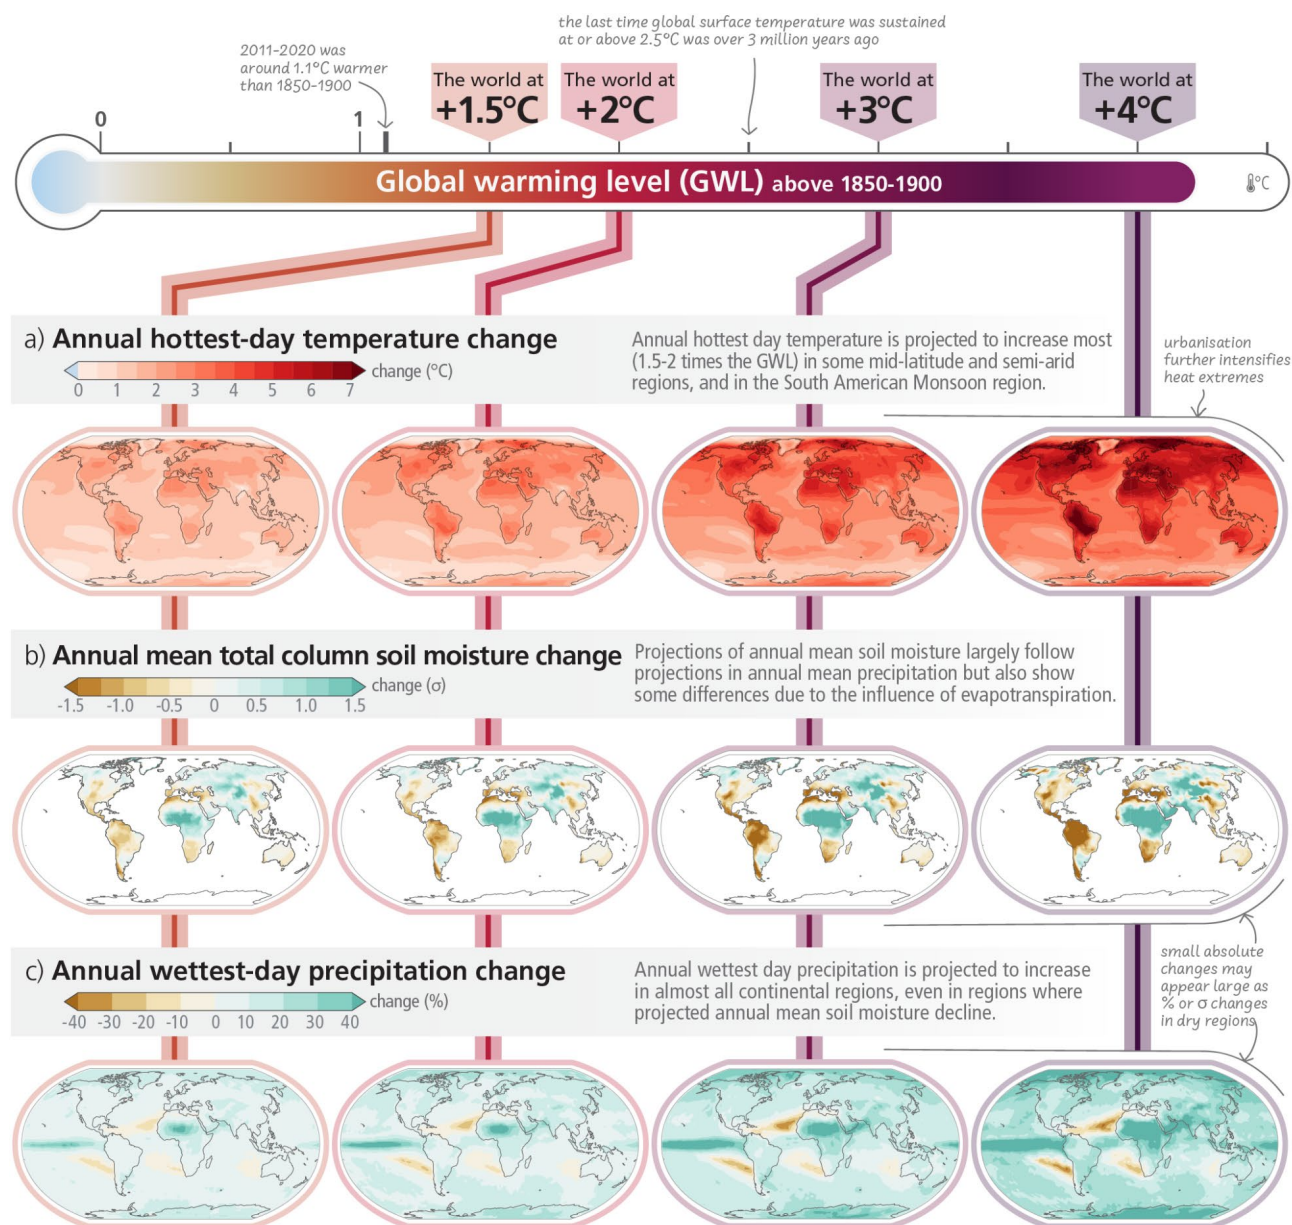 the last time global surface temperature was sustained
at or above 2.5°C was over 3 million years ago
2011-2020 was
around 1.1°C warmer
than 1850-1900
The world at
+1.5°C
The world at
+2°C
The world at
+3°C
The world at
+4°C
0
1
Global warming level (GWL) above 1850-1900
°C
a) Annual hottest-day temperature change
change (°C)
0 1 2 3 4 5 6 7
Annual hottest day temperature is projected to increase most
(1.5-2 times the GWL) in some mid-latitude and semi-arid
regions, and in the South American Monsoon region.
urbanisation
further intensifies
heat extremes
b) Annual mean total column soil moisture change
change (σ)
-1.5 -1.0 -0.5 0 0.5 1.0 1.5
Projections of annual mean soil moisture largely follow
projections in annual mean precipitation but also show
some differences due to the influence of evapotranspiration.
c) Annual wettest-day precipitation change
change (%)
-40 -30 -20 -10 0 10 20 30 40
Annual wettest day precipitation is projected to increase
in almost all continental regions, even in regions where
projected annual mean soil moisture decline.
small absolute
changes may
appear large as
% or σ changes
in dry regions